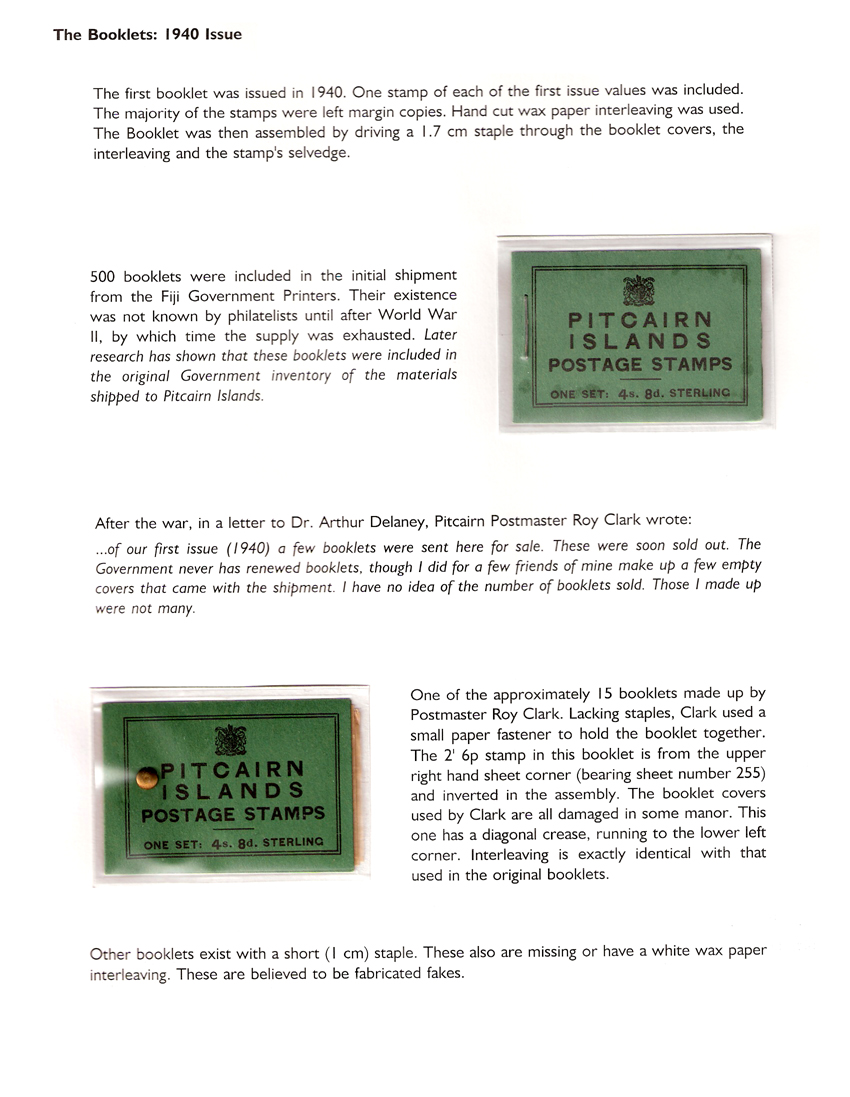 The Booklets: 1940 Issue
The first booklet was issued in 1940. One stamp of each of the first issue values was included.
The majority of the stamps were left margin copies. Hand cut wax paper interleaving was used.
The Booklet was then assembled by driving a 1.7 cm staple through the booklet covers, the
interleaving and the stamp's selvedge.
500 booklets were included in the initial shipment
from the Fiji Government Printers. Their existence
was not known by philatelists until after World War
II, by which time the supply was exhausted. Later
research has shown that these booklets were included in
the original Government inventory of the materials
shipped to Pitcairn Islands.
PITCAIRN
ISLANDS
POSTAGE STAMPS
ONE SET: 4s. 8d. STERLING
After the war, in a letter to Dr. Arthur Delaney, Pitcairn Postmaster Roy Clark wrote:
...of our first issue (1940) a few booklets were sent here for sale. These were soon sold out. The
Government never has renewed booklets, though I did for a few friends of mine make up a few empty
covers that came with the shipment. I have no idea of the number of booklets sold. Those I made up
were not many.
PITCAIRN
ISLANDS
POSTAGE STAMPS
ONE SET: 4s. 8d. STERLING
One of the approximately 15 booklets made up by
Postmaster Roy Clark. Lacking staples, Clark used a
small paper fastener to hold the booklet together.
The 2' 6p stamp in this booklet is from the upper
right hand sheet corner (bearing sheet number 255)
and inverted in the assembly. The booklet covers
used by Clark are all damaged in some manor. This
one has a diagonal crease, running to the lower left
corner. Interleaving is exactly identical with that
used in the original booklets.
Other booklets exist with a short (1 cm) staple. These also are missing or have a white wax paper
interleaving. These are believed to be fabricated fakes.